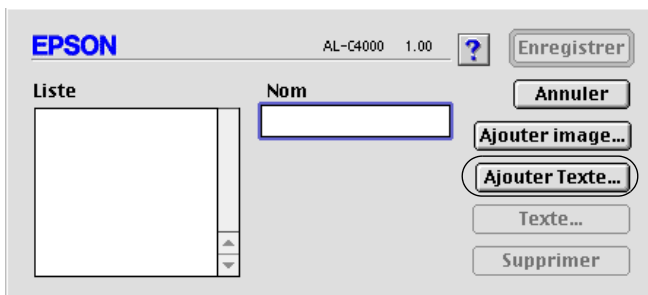 EPSON AL-C4000 1.00 ? Enregistrer
Liste Nom Annuler
Ajouter image...
Ajouter Texte...
Texte...
Supprimer